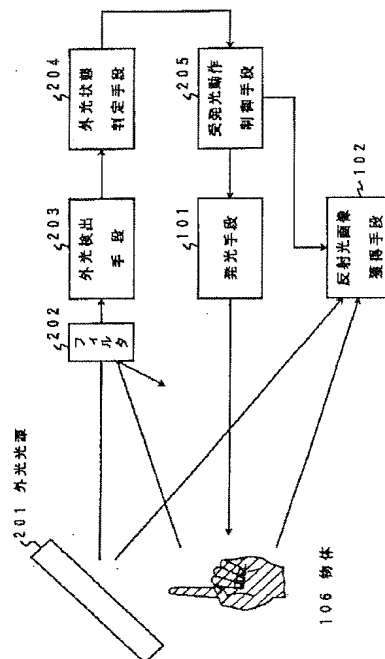 201 外光光源
202
フィルタ
203
外光検出
手段
204
外光状態
判定手段
205
受発光動作
制御手段
101
発光手段
102
反射光画像
獲得手段
106 物体